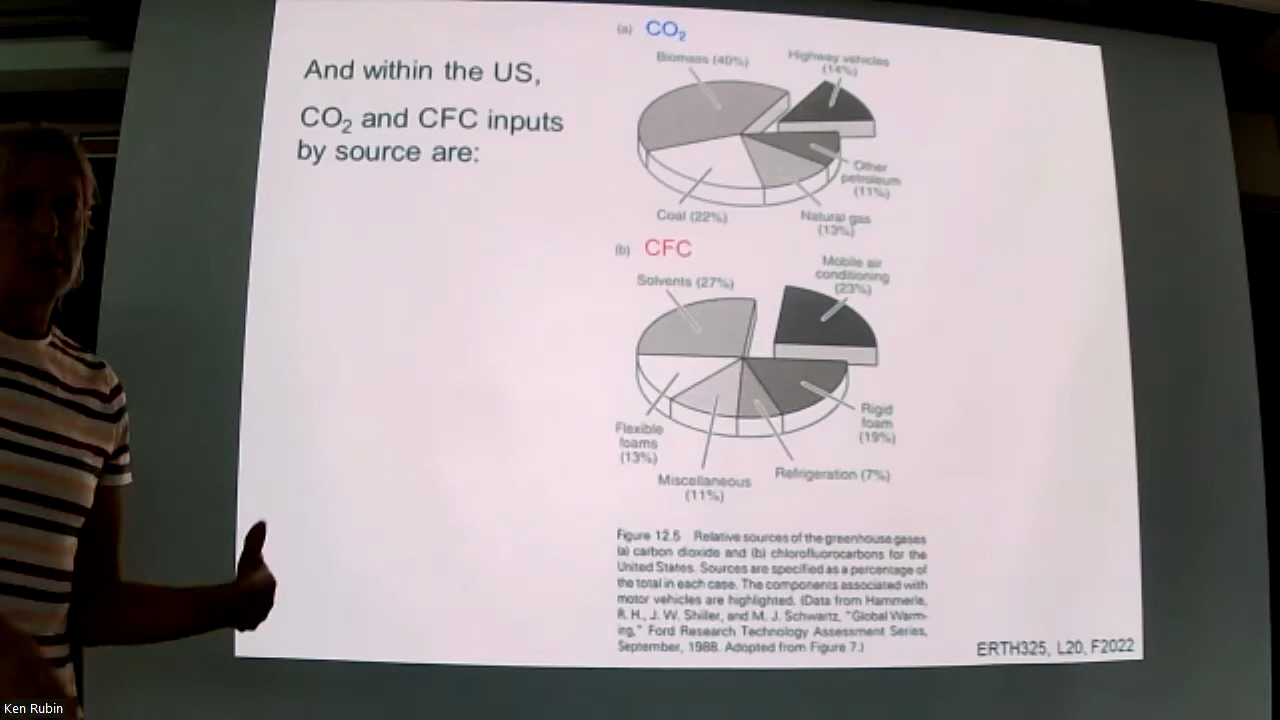 And within the US,
CO₂ and CFC inputs
by source are:
(a) CO₂
Biomass (40%)
Highway vehicles
(14%)
Other
petroleum
(11%)
Natural gas
(13%)
Coal (22%)
(b) CFC
Solvents (27%)
Mobile air
conditioning
(23%)
Rigid
foam
(19%)
Refrigeration (7%)
Miscellaneous
(11%)
Flexible
foams
(13%)
Figure 12.5 Relative sources of the greenhouse gases
(a) carbon dioxide and (b) chlorofluorocarbons for the
United States. Sources are specified as a percentage of
the total in each case. The components associated with
motor vehicles are highlighted. (Data from Hammerle,
R. H., J. W. Shiller, and M. J. Schwartz, "Global Warm-
ing," Ford Research Technology Assessment Series,
September, 1988. Adopted from Figure 7.)
ERTH325, L20, F2022
Ken Rubin